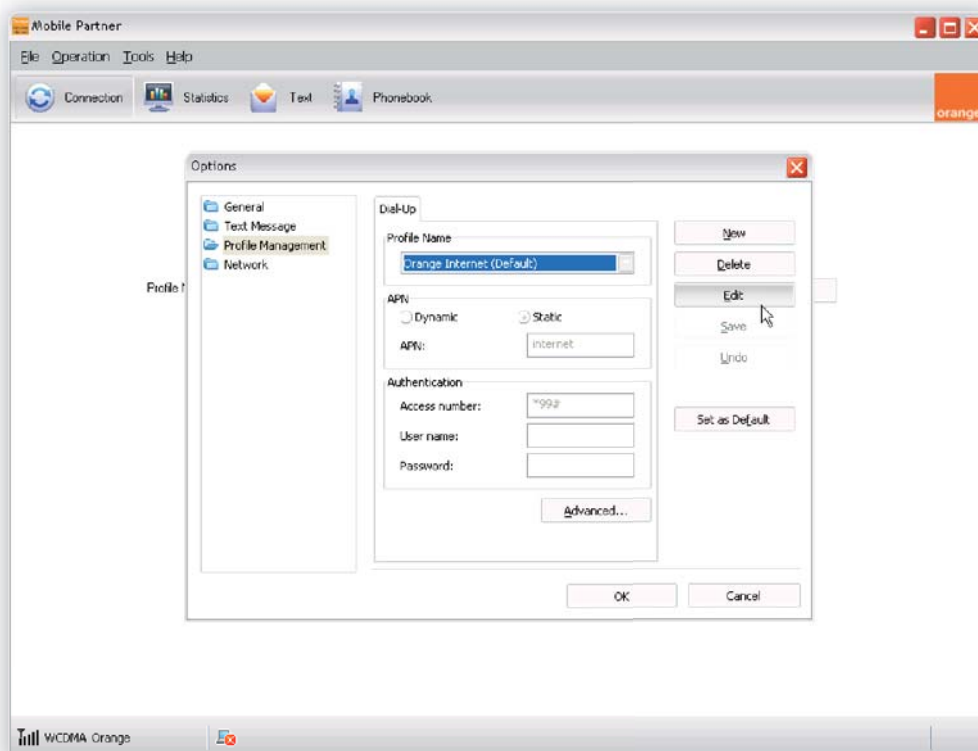 Mobile Partner
File Operation Tools Help
Connection Statistics Text Phonebook
orange
Options
General
Text Message
Profile Management
Network
Profile N
Dial-Up
Profile Name
Orange Internet (Default)
APN
Dynamic Static
APN: internet
Authentication
Access number: *99#
User name:
Password:
Advanced...
New
Delete
Edit
Save
Undo
Set as Default
OK Cancel
WCDMA Orange